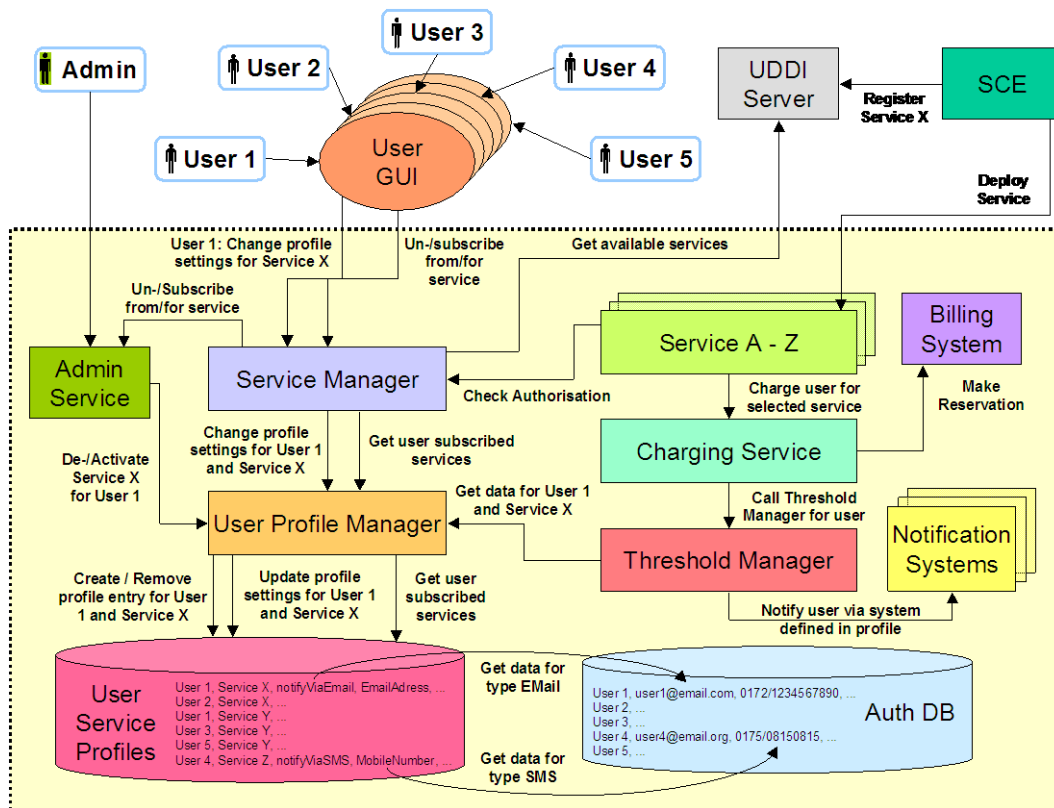 Admin
User 1
User 2
User 3
User 4
User 5
User
GUI
UDDI
Server
Register
Service X
SCE
Deploy
Service
User 1: Change profile
settings for Service X
Un-/subscribe
from/for
service
Get available services
Un-/Subscribe
from/for service
Admin
Service
Service Manager
Check Authorisation
Service A - Z
Billing
System
Charge user for
selected service
Make
Reservation
Change profile
settings for User 1
and Service X
Get user subscribed
services
Charging Service
De-/Activate
Service X
for User 1
User Profile Manager
Get data for User 1
and Service X
Call Threshold
Manager for user
Threshold Manager
Notification
Systems
Create / Remove
profile entry for User
1 and Service X
Update profile
settings for User 1
and Service X
Get user
subscribed
services
Notify user via system
defined in profile
User
Service
Profiles
User 1, Service X, notifyViaEmail, EmailAdress, ...
User 2, Service X, ...
User 1, Service Y, ...
User 3, Service Y, ...
User 5, Service Y, ...
User 4, Service Z, notifyViaSMS, MobileNumber, ...
Get data for
type EMail
Get data for
type SMS
User 1, user1@email.com, 0172/1234567890, ...
User 2, ...
User 3, ...
User 4, user4@email.org, 0175/08150815, ...
User 5, ...
Auth DB